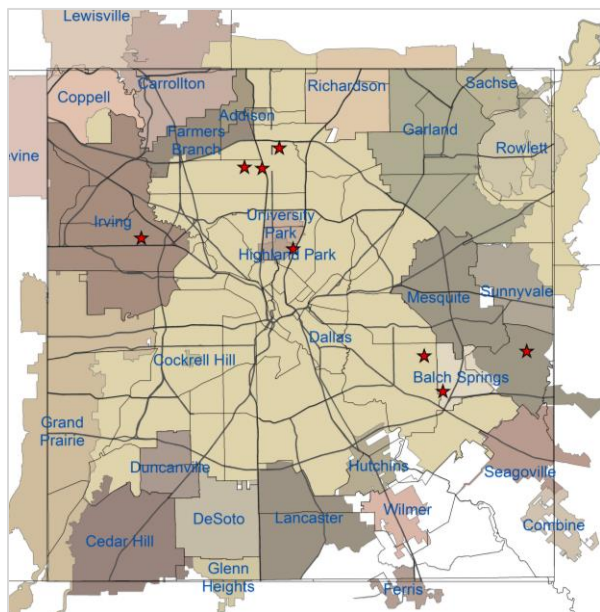 Lewisville
Coppell
Carrollton
Richardson
Sachse
Addison
Farmers
Branch
Garland
Rowlett
evine
Irving
University
Park
Highland Park
Mesquite
Sunnyvale
Dallas
Cockrell Hill
Balch Springs
Grand
Prairie
Duncanville
Hutchins
Seagoville
DeSoto
Lancaster
Wilmer
Combine
Cedar Hill
Glenn
Heights
Ferris